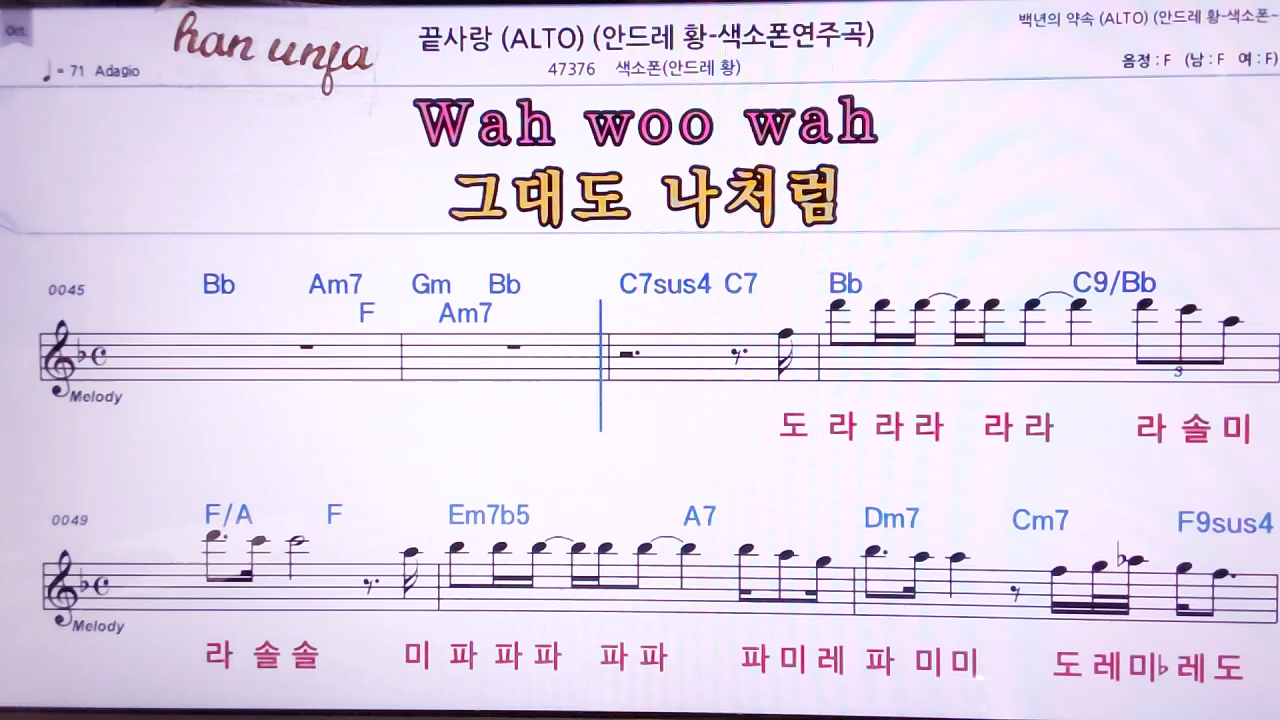 Oct.
han unja
끝사랑 (ALTO) (안드레 황-색소폰연주곡)
백년의 약속 (ALTO) (안드레 황-색소폰-
♩= 71 Adagio
47376 색소폰(안드레 황)
음정 : F (남 : F 여 : F)
Wah woo wah
그대도 나처럼
0045 Bb Am7 Gm Bb C7sus4 C7 Bb C9/Bb
F Am7
3
Melody
도 라 라 라 라 라 라 솔 미
0049 F/A F Em7b5 A7 Dm7 Cm7 F9sus4
Melody
라 솔 솔 미 파 파 파 파 파 파 미 레 파 미 미 도 레 미♭ 레 도